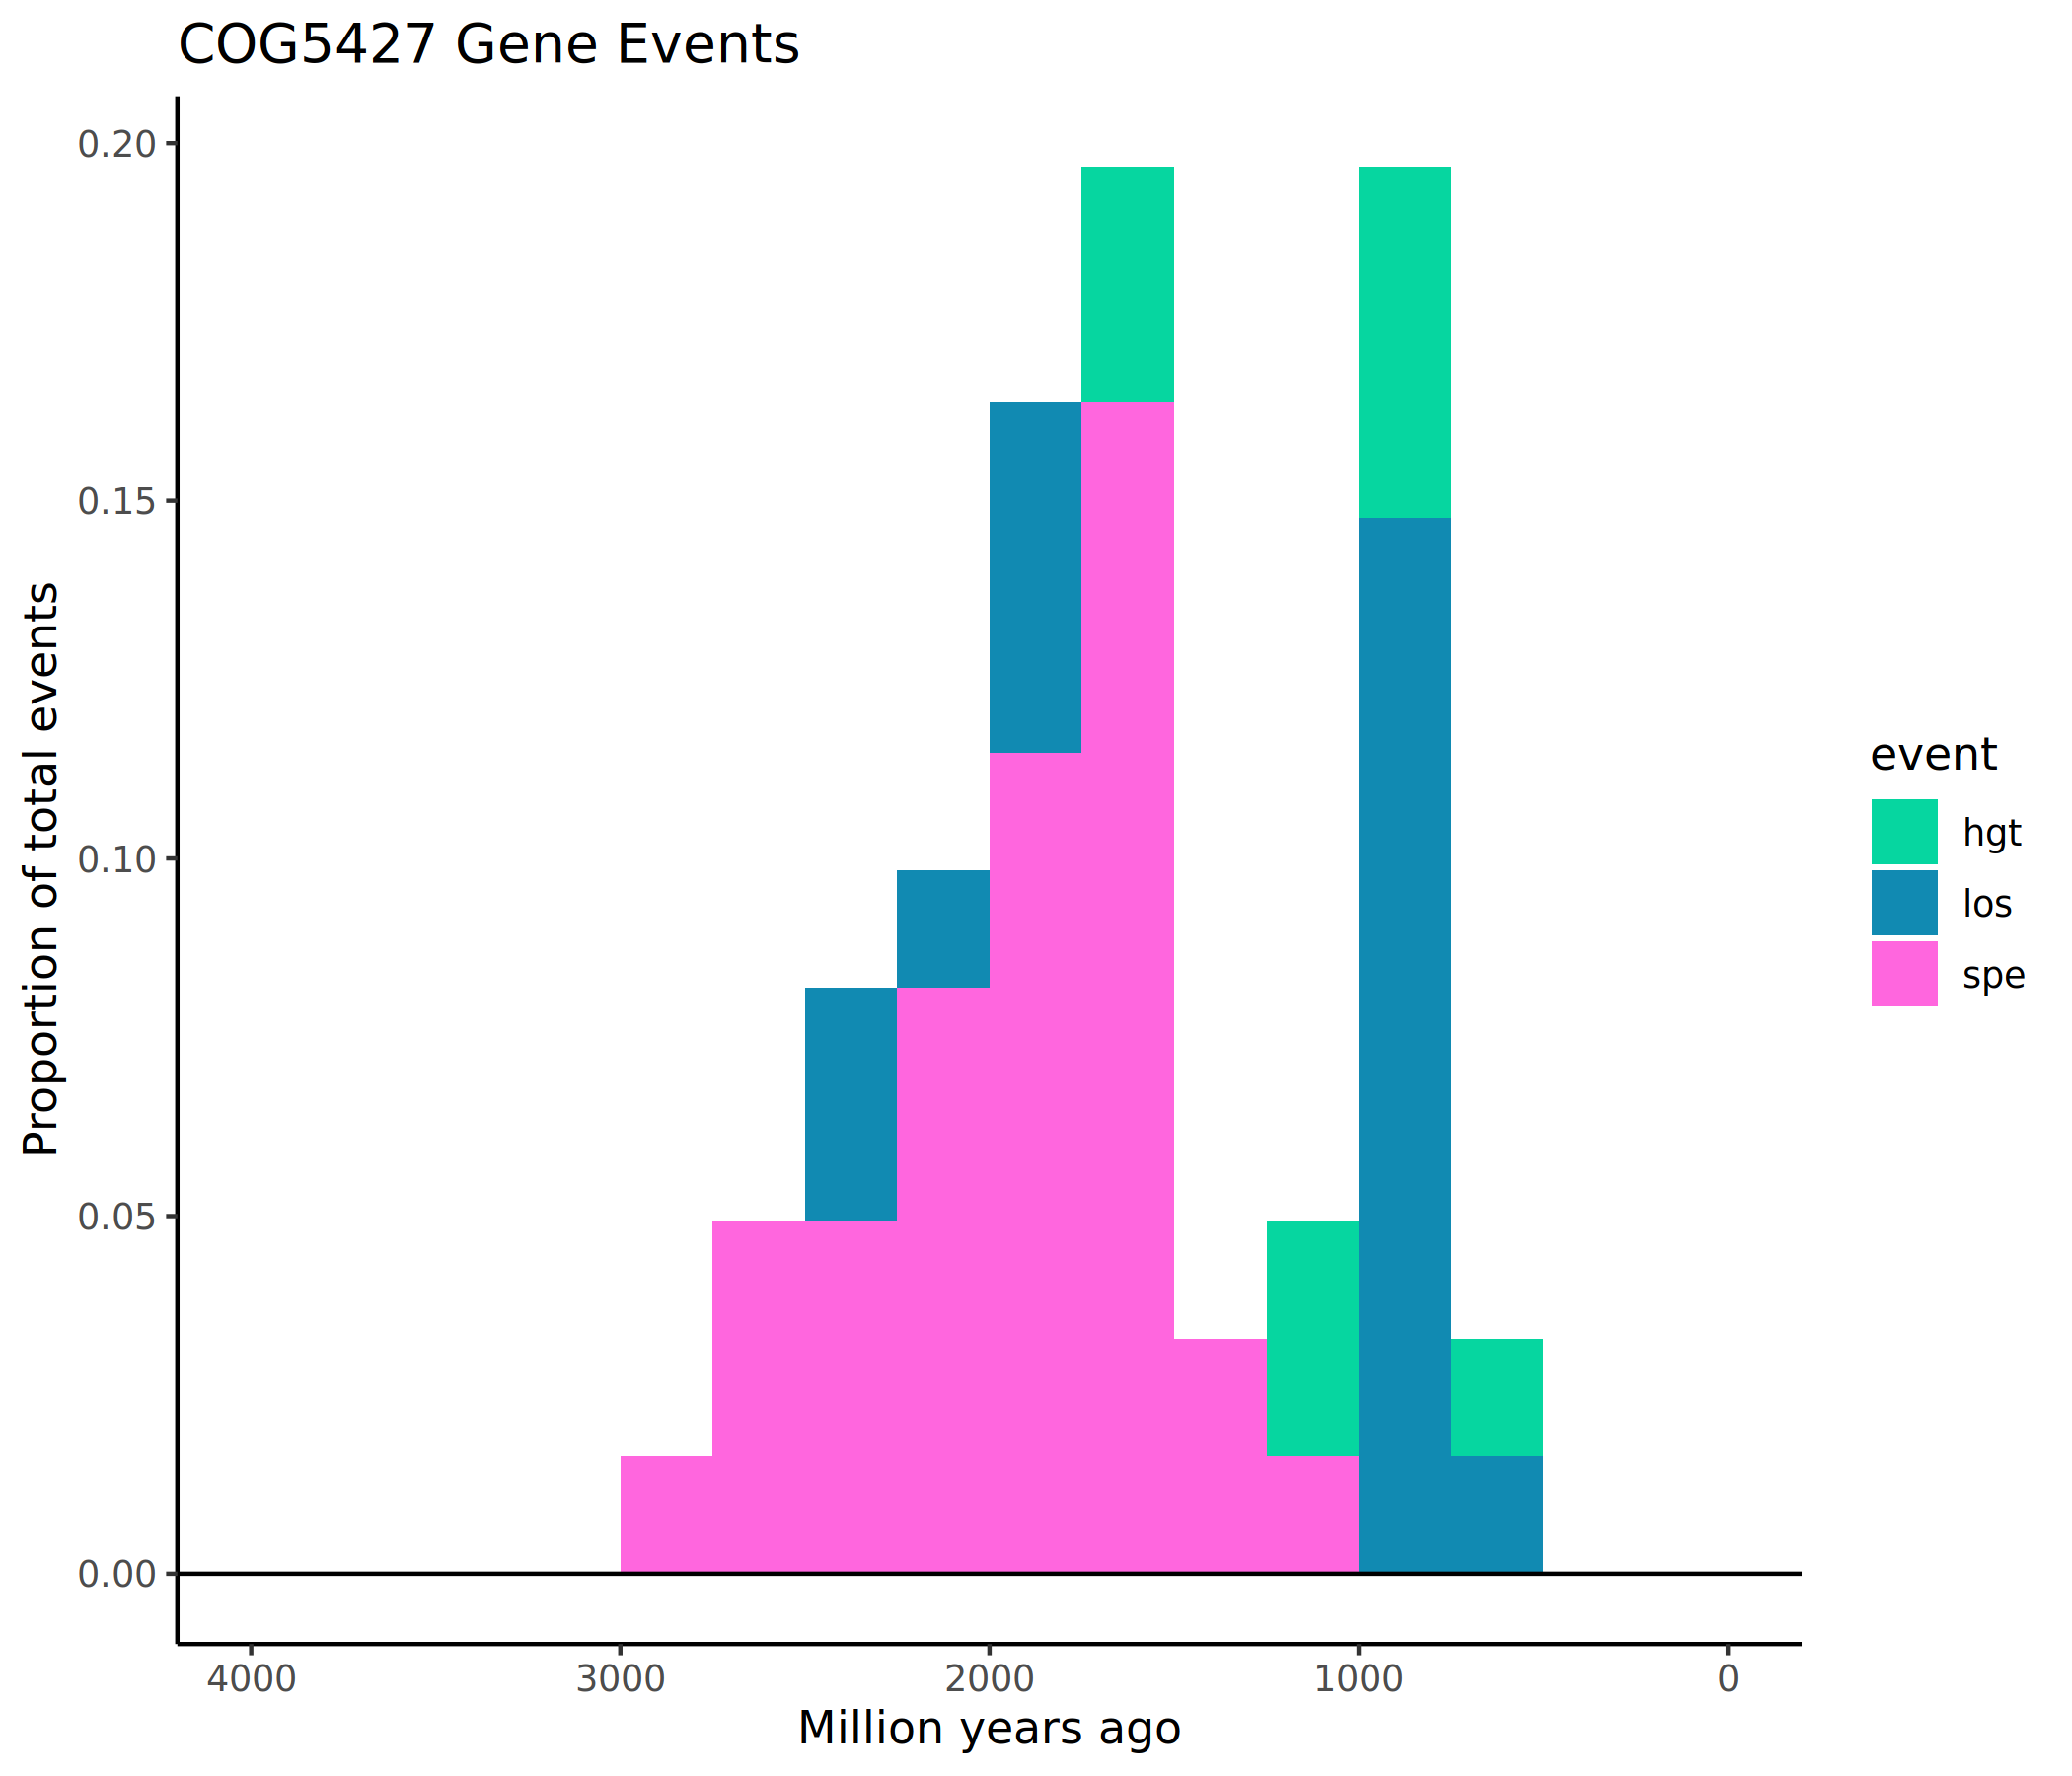 COG5427 Gene Events
Proportion of total events
0.20
0.15
0.10
0.05
0.00
4000 3000 2000 1000 0
Million years ago
event
hgt
los
spe